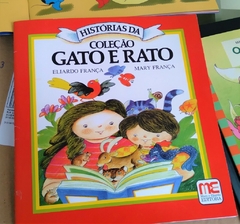 HISTÓRIAS DA
COLEÇÃO
GATO E RATO
ELIARDO FRANÇA MARY FRANÇA
ME
EDITORA